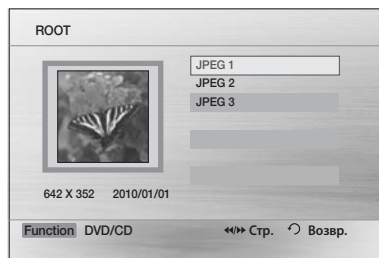 ROOT
JPEG 1
JPEG 2
JPEG 3
642 X 352 2010/01/01
Function DVD/CD ◀◀/▶▶ Стр. Возвр.